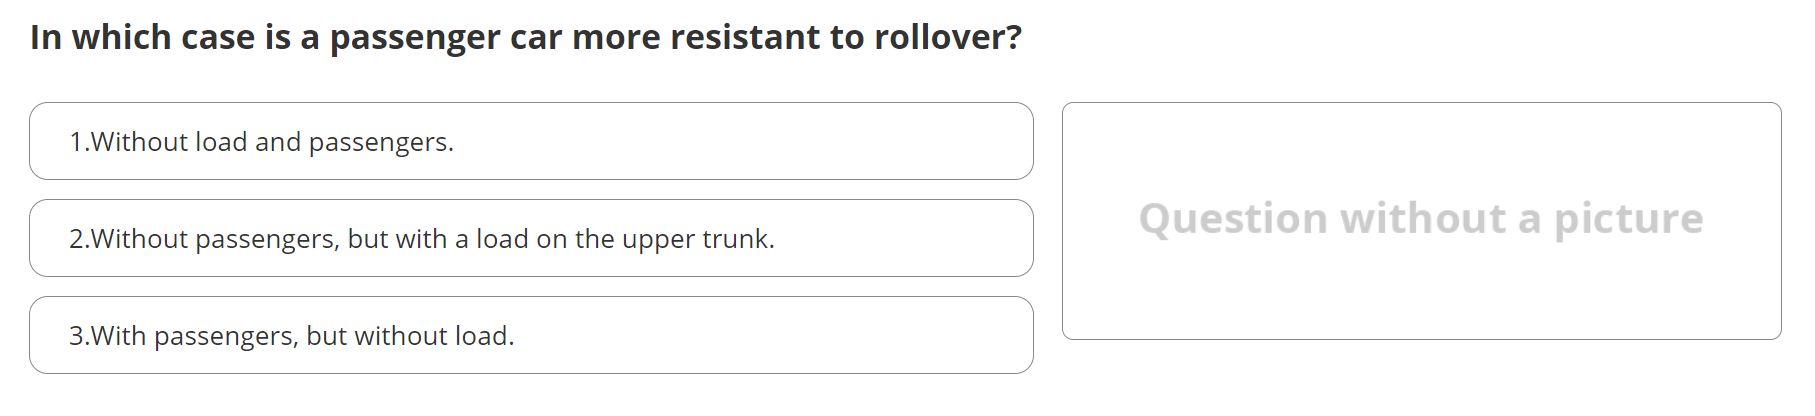 In which case is a passenger car more resistant to rollover?
1.Without load and passengers.
2.Without passengers, but with a load on the upper trunk.
3.With passengers, but without load.
Question without a picture